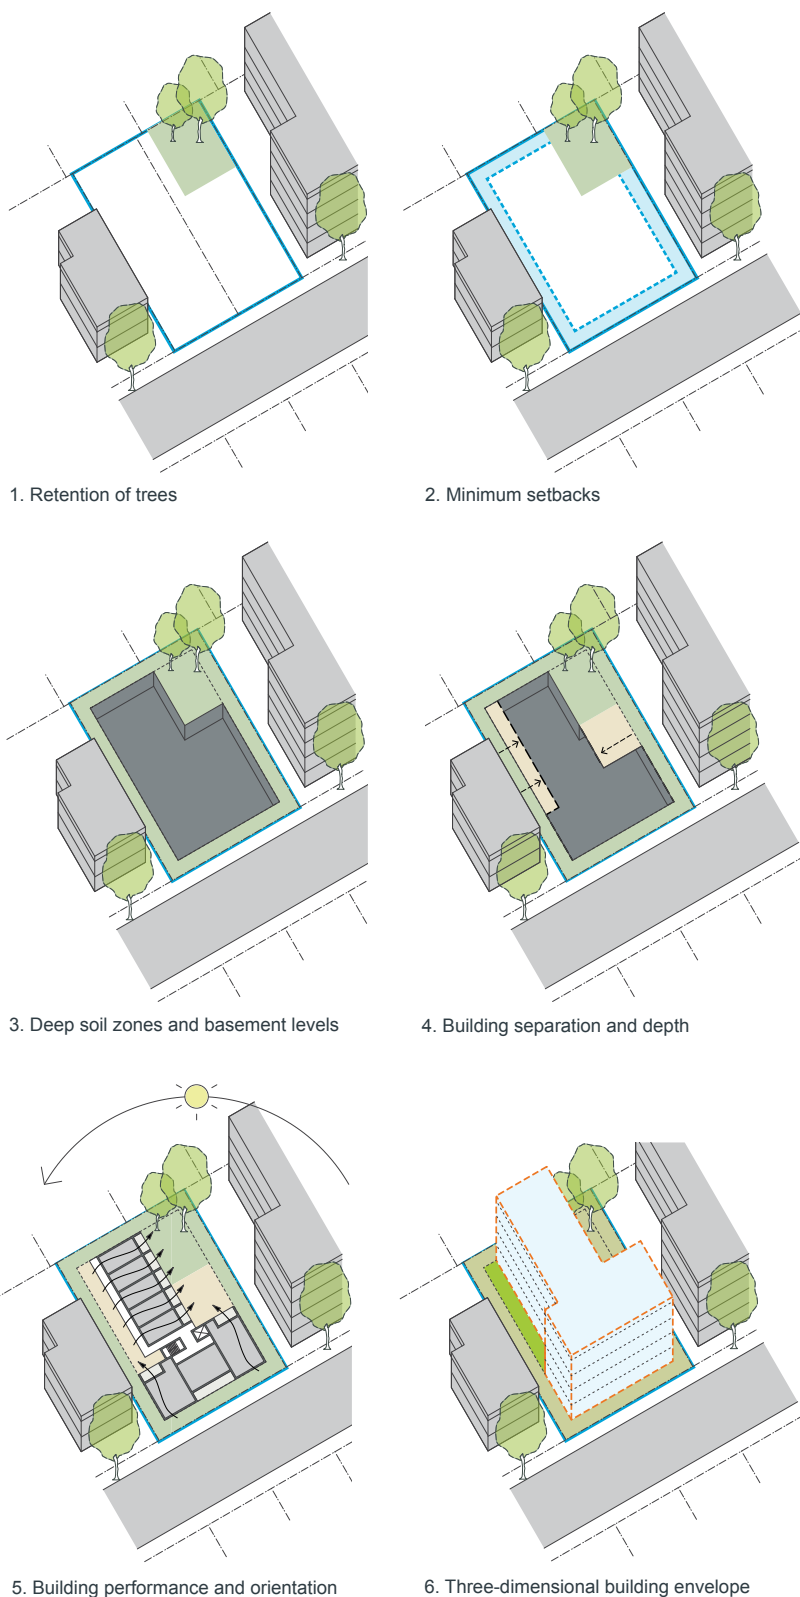 1. Retention of trees
2. Minimum setbacks
3. Deep soil zones and basement levels
4. Building separation and depth
5. Building performance and orientation
6. Three-dimensional building envelope